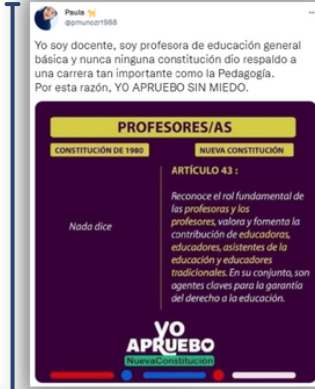 Paula
@pmunozr1988
Yo soy docente, soy profesora de educación general
básica y nunca ninguna constitución dio respaldo a
una carrera tan importante como la Pedagogía.
Por esta razón, YO APRUEBO SIN MIEDO.
PROFESORES/AS
CONSTITUCIÓN DE 1980
NUEVA CONSTITUCIÓN
Nada dice
ARTÍCULO 43 :
Reconoce el rol fundamental de
las profesoras y los
profesores, valora y fomenta la
contribución de educadoras,
educadores, asistentes de la
educación y educadores
tradicionales. En su conjunto, son
agentes claves para la garantía
del derecho a la educación.
YO
APRUEBO
NuevaConstitución